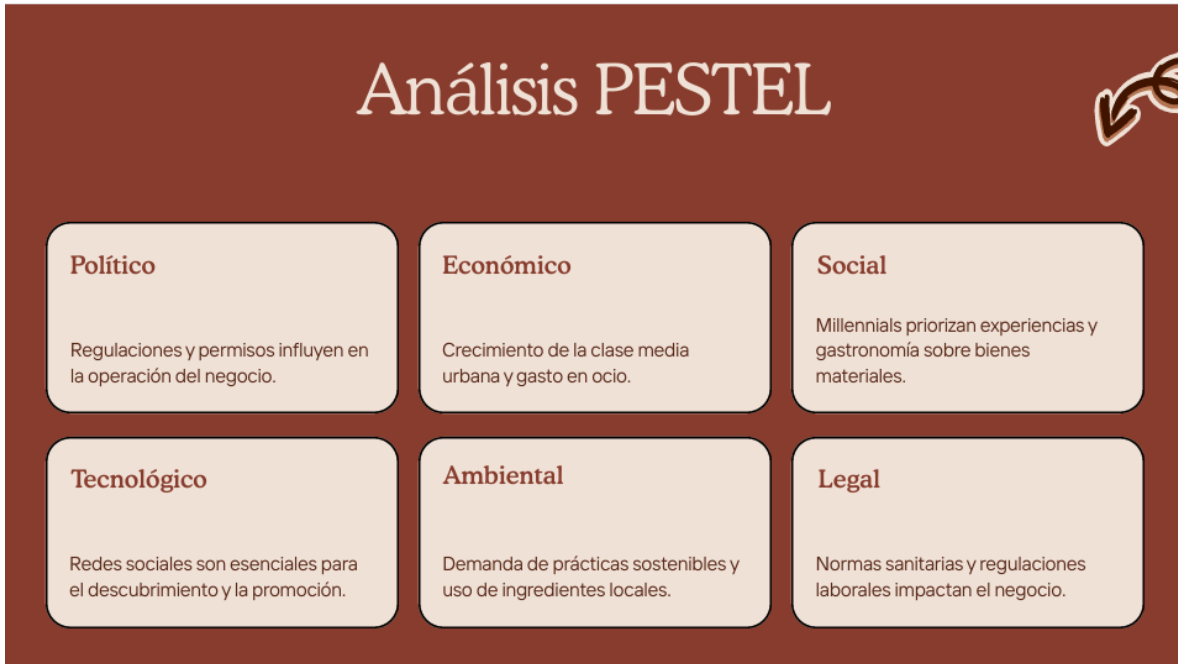 Análisis PESTEL
Político
Regulaciones y permisos influyen en
la operación del negocio.
Económico
Crecimiento de la clase media
urbana y gasto en ocio.
Social
Millennials priorizan experiencias y
gastronomía sobre bienes
materiales.
Tecnológico
Redes sociales son esenciales para
el descubrimiento y la promoción.
Ambiental
Demanda de prácticas sostenibles y
uso de ingredientes locales.
Legal
Normas sanitarias y regulaciones
laborales impactan el negocio.